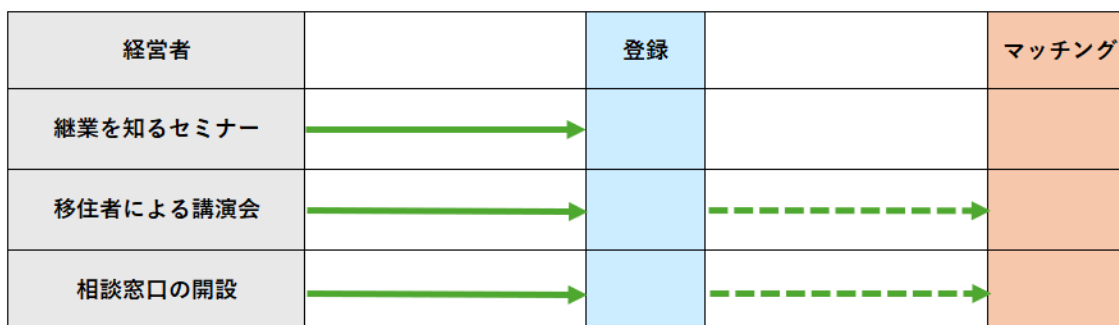 経営者
登録
マッチング
継業を知るセミナー
移住者による講演会
相談窓口の開設